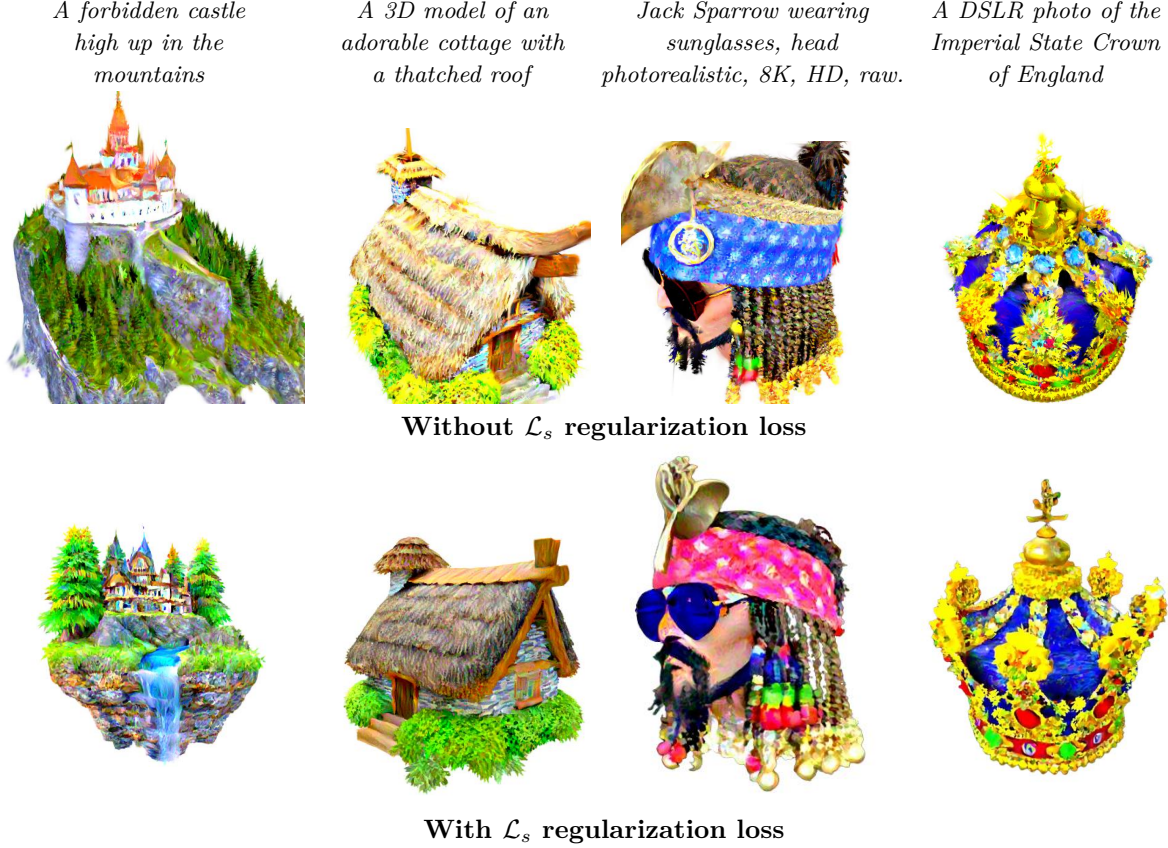 A forbidden castle
high up in the
mountains
A 3D model of an
adorable cottage with
a thatched roof
Jack Sparrow wearing
sunglasses, head
photorealistic, 8K, HD, raw.
A DSLR photo of the
Imperial State Crown
of England
Without ℒₛ regularization loss
With ℒₛ regularization loss